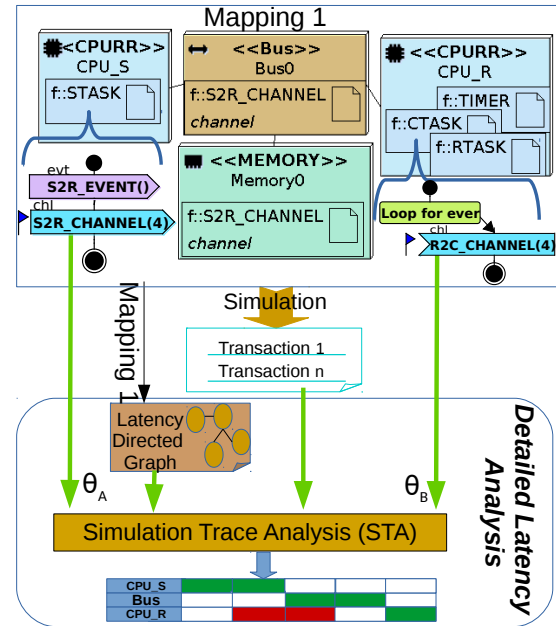 Mapping 1
<CPURR>>
CPU_S
f::STASK
<<Bus>>
Bus0
f::S2R_CHANNEL
channel
<<CPURR>>
CPU_R
f::TIMER
f::CTASK
f::RTASK
<<MEMORY>>
Memory0
f::S2R_CHANNEL
channel
evt
S2R_EVENT()
chl
S2R_CHANNEL(4)
Loop for ever
chl
R2C_CHANNEL(4)
Simulation
Mapping 1
Transaction 1
Transaction n
Latency
Directed
Graph
Detailed Latency
Analysis
θA
θB
Simulation Trace Analysis (STA)
CPU_S
Bus
CPU_R